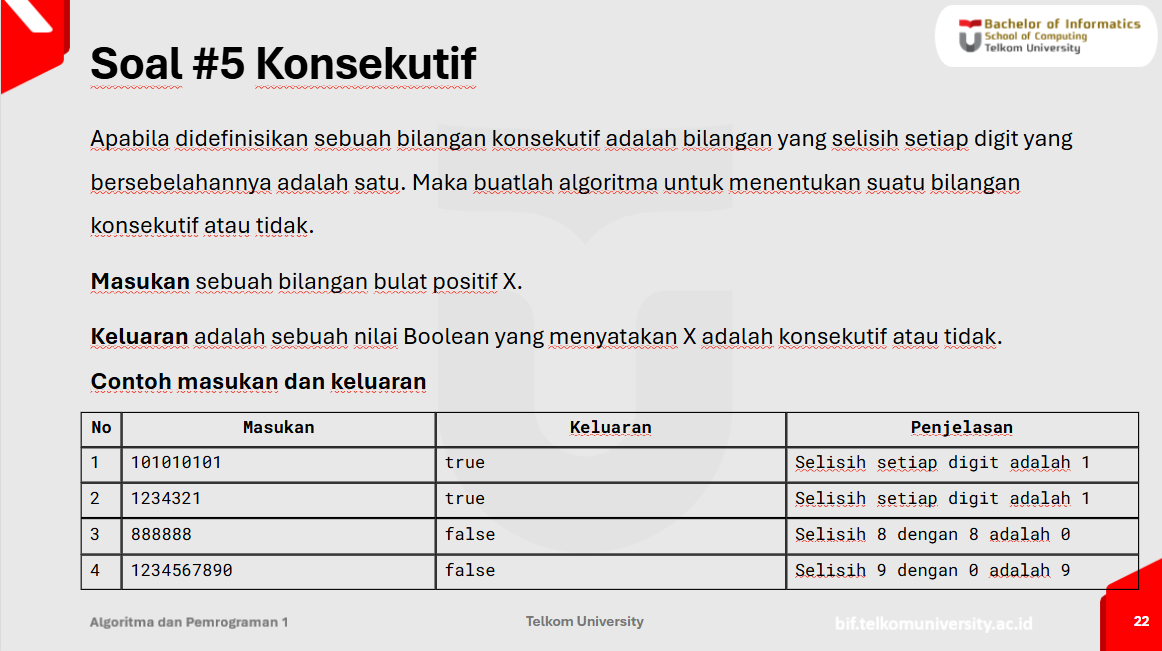 Bachelor of Informatics
School of Computing
Telkom University
Soal #5 Konsekutif
Apabila didefinisikan sebuah bilangan konsekutif adalah bilangan yang selisih setiap digit yang
bersebelahannya adalah satu. Maka buatlah algoritma untuk menentukan suatu bilangan
konsekutif atau tidak.
Masukan sebuah bilangan bulat positif X.
Keluaran adalah sebuah nilai Boolean yang menyatakan X adalah konsekutif atau tidak.
Contoh masukan dan keluaran
No Masukan Keluaran Penjelasan
1 101010101 true Selisih setiap digit adalah 1
2 1234321 true Selisih setiap digit adalah 1
3 888888 false Selisih 8 dengan 8 adalah 0
4 1234567890 false Selisih 9 dengan 0 adalah 9
Algoritma dan Pemrograman 1 Telkom University bif.telkomuniversity.ac.id 22